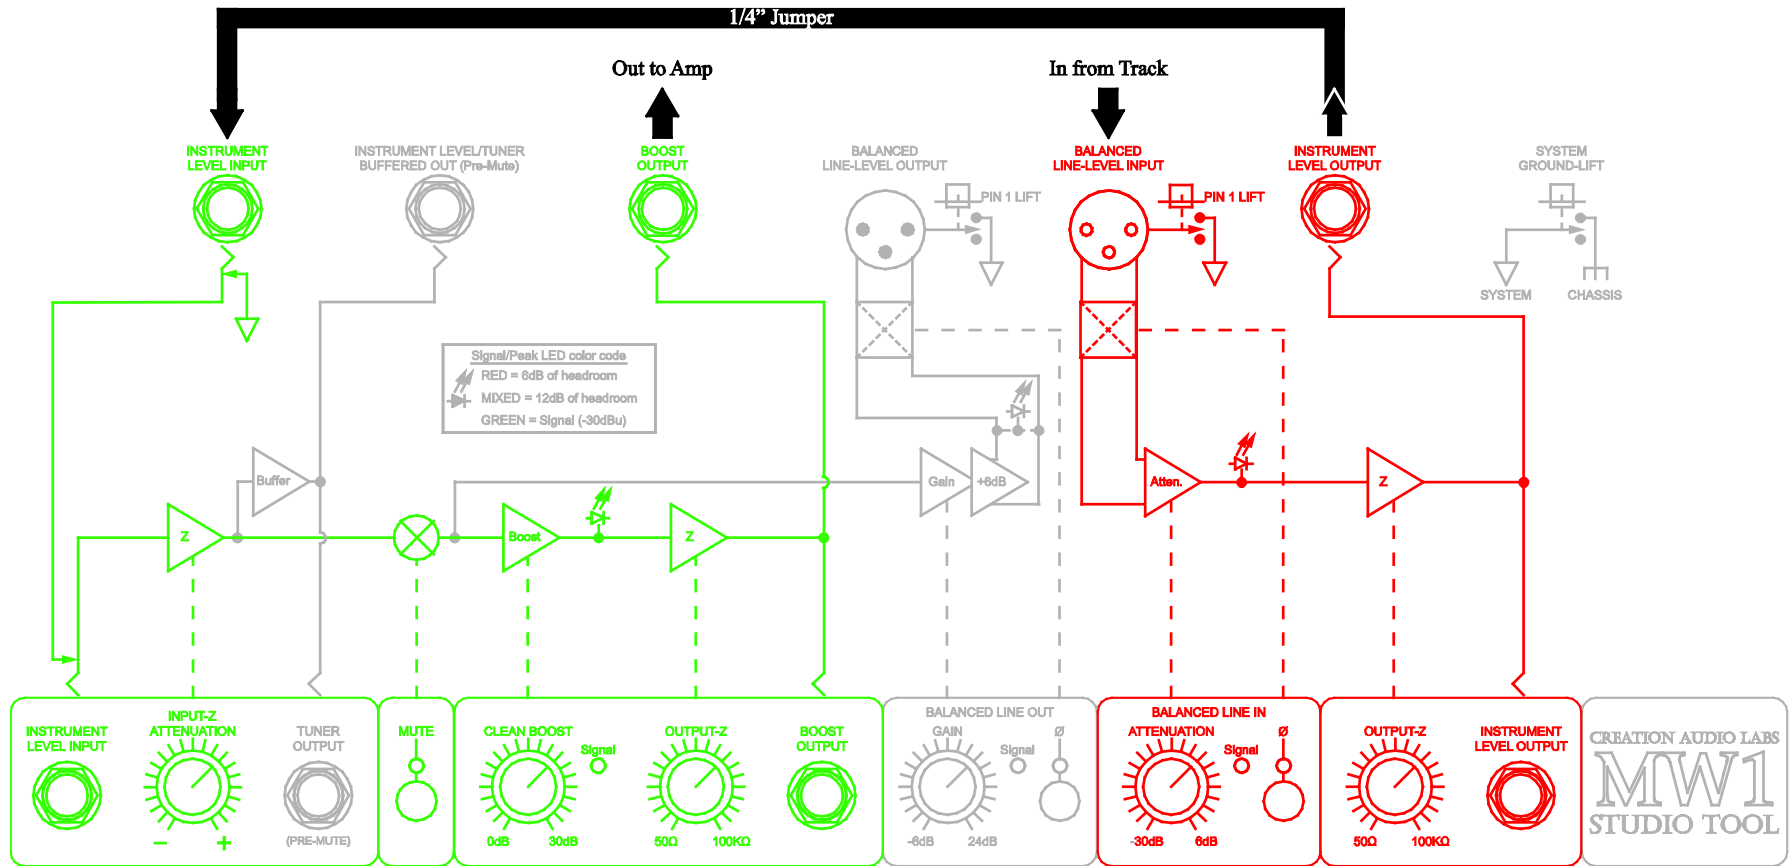 1/4” Jumper
Out to Amp
In from Track
INSTRUMENT
LEVEL INPUT
INSTRUMENT LEVEL/TUNER
BUFFERED OUT (Pre-Mute)
BOOST
OUTPUT
BALANCED
LINE-LEVEL OUTPUT
PIN 1 LIFT
BALANCED
LINE-LEVEL INPUT
PIN 1 LIFT
INSTRUMENT
LEVEL OUTPUT
SYSTEM
GROUND-LIFT
SYSTEM
CHASSIS
Signal/Peak LED color code
RED = 6dB of headroom
MIXED = 12dB of headroom
GREEN = Signal (-30dBu)
Buffer
Gain
+6dB
Atten.
Z
Z
Boost
Z
INSTRUMENT
LEVEL INPUT
INPUT-Z
ATTENUATION
− +
TUNER
OUTPUT
(PRE-MUTE)
MUTE
CLEAN BOOST
Signal
0dB 30dB
OUTPUT-Z
50Ω 100KΩ
BOOST
OUTPUT
BALANCED LINE OUT
GAIN
Signal
Ø
-6dB 24dB
BALANCED LINE IN
ATTENUATION
Signal
Ø
-30dB 6dB
OUTPUT-Z
50Ω 100KΩ
INSTRUMENT
LEVEL OUTPUT
CREATION AUDIO LABS
MW1
STUDIO TOOL